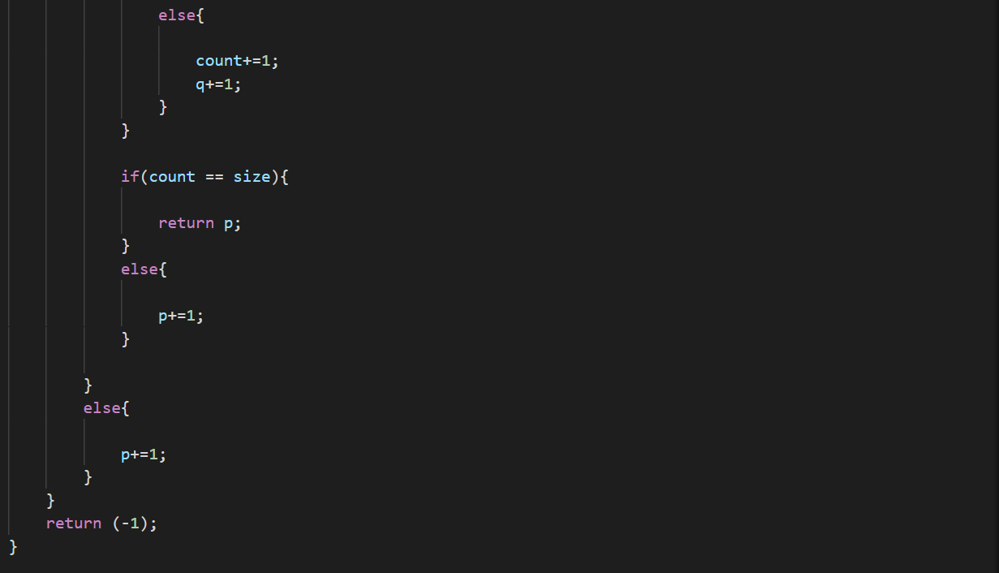 else{
count+=1;
q+=1;
}
}
if(count == size){
return p;
}
else{
p+=1;
}
}
else{
p+=1;
}
}
return (-1);
}